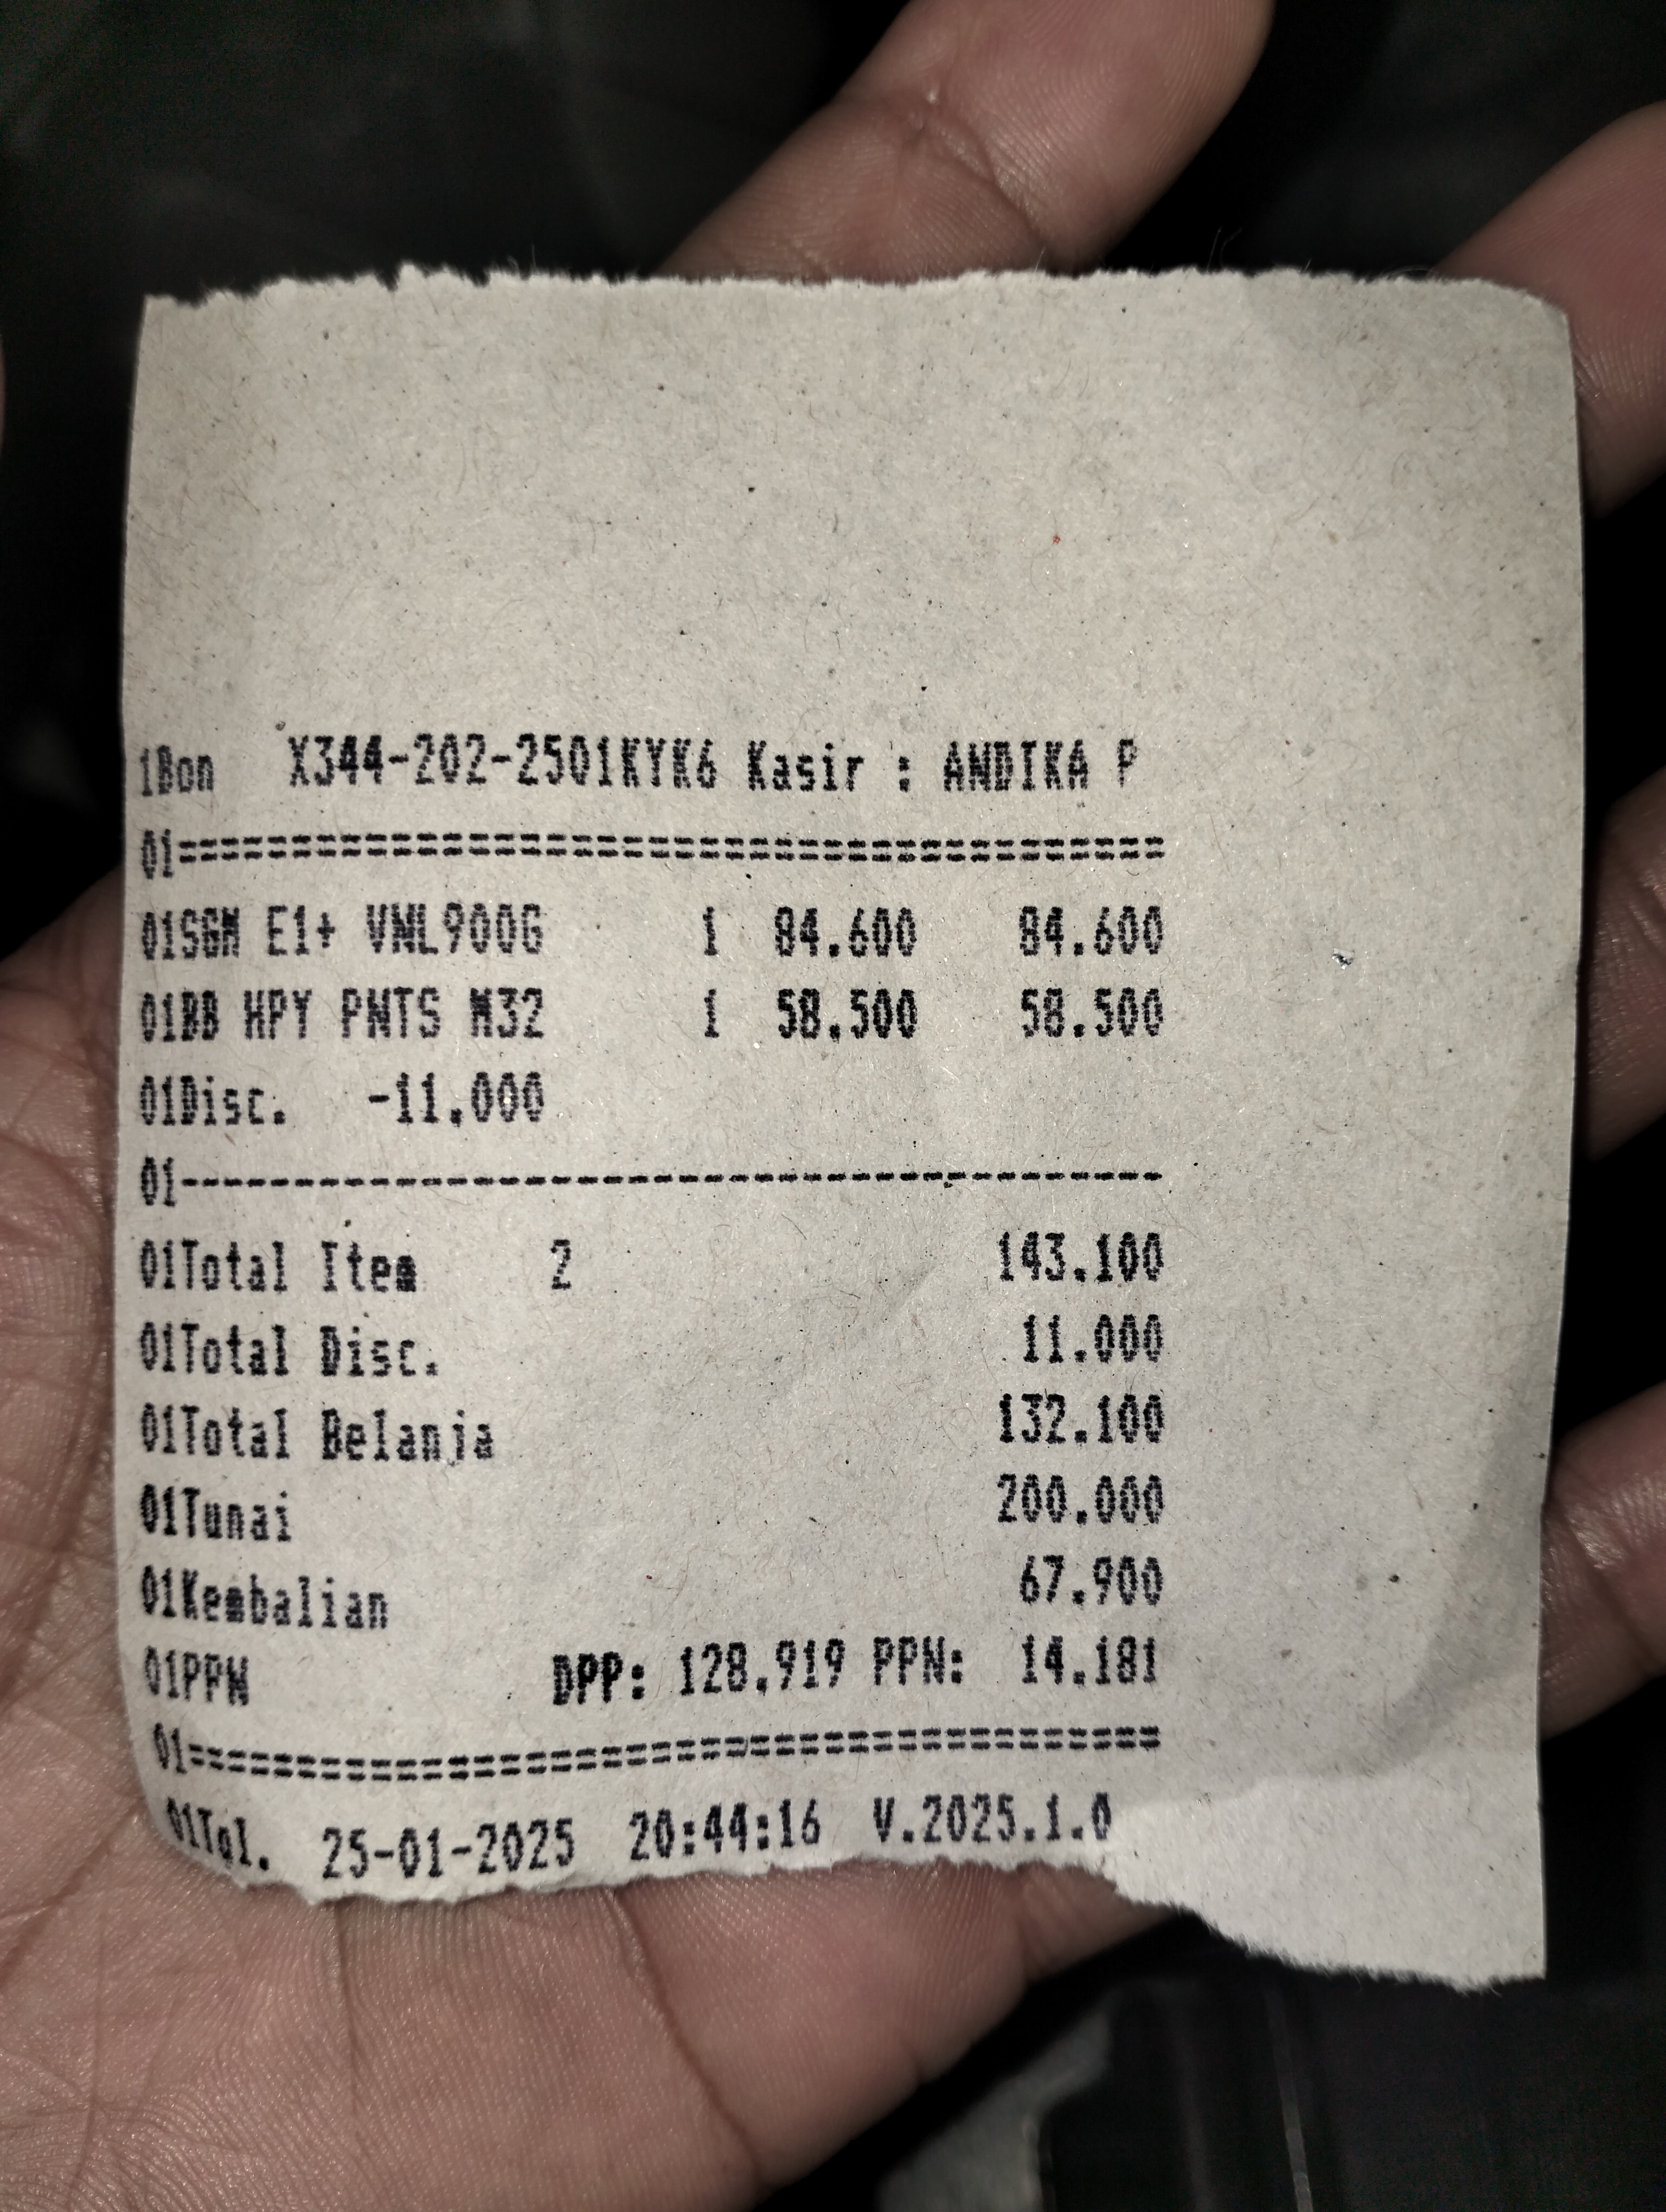 1Bon X344-202-2501KYK6 Kasir : ANDIKA P
01=======================================
01SGM E1+ VNL900G 1 84.600 84.600
01BB HPY PNTS M32 1 58.500 58.500
01Disc. -11.000
01---------------------------------------
01Total Item 2 143.100
01Total Disc. 11.000
01Total Belanja 132.100
01Tunai 200.000
01Kembalian 67.900
01PPN DPP: 128.919 PPN: 14.181
01=======================================
01Tgl. 25-01-2025 20:44:16 V.2025.1.0